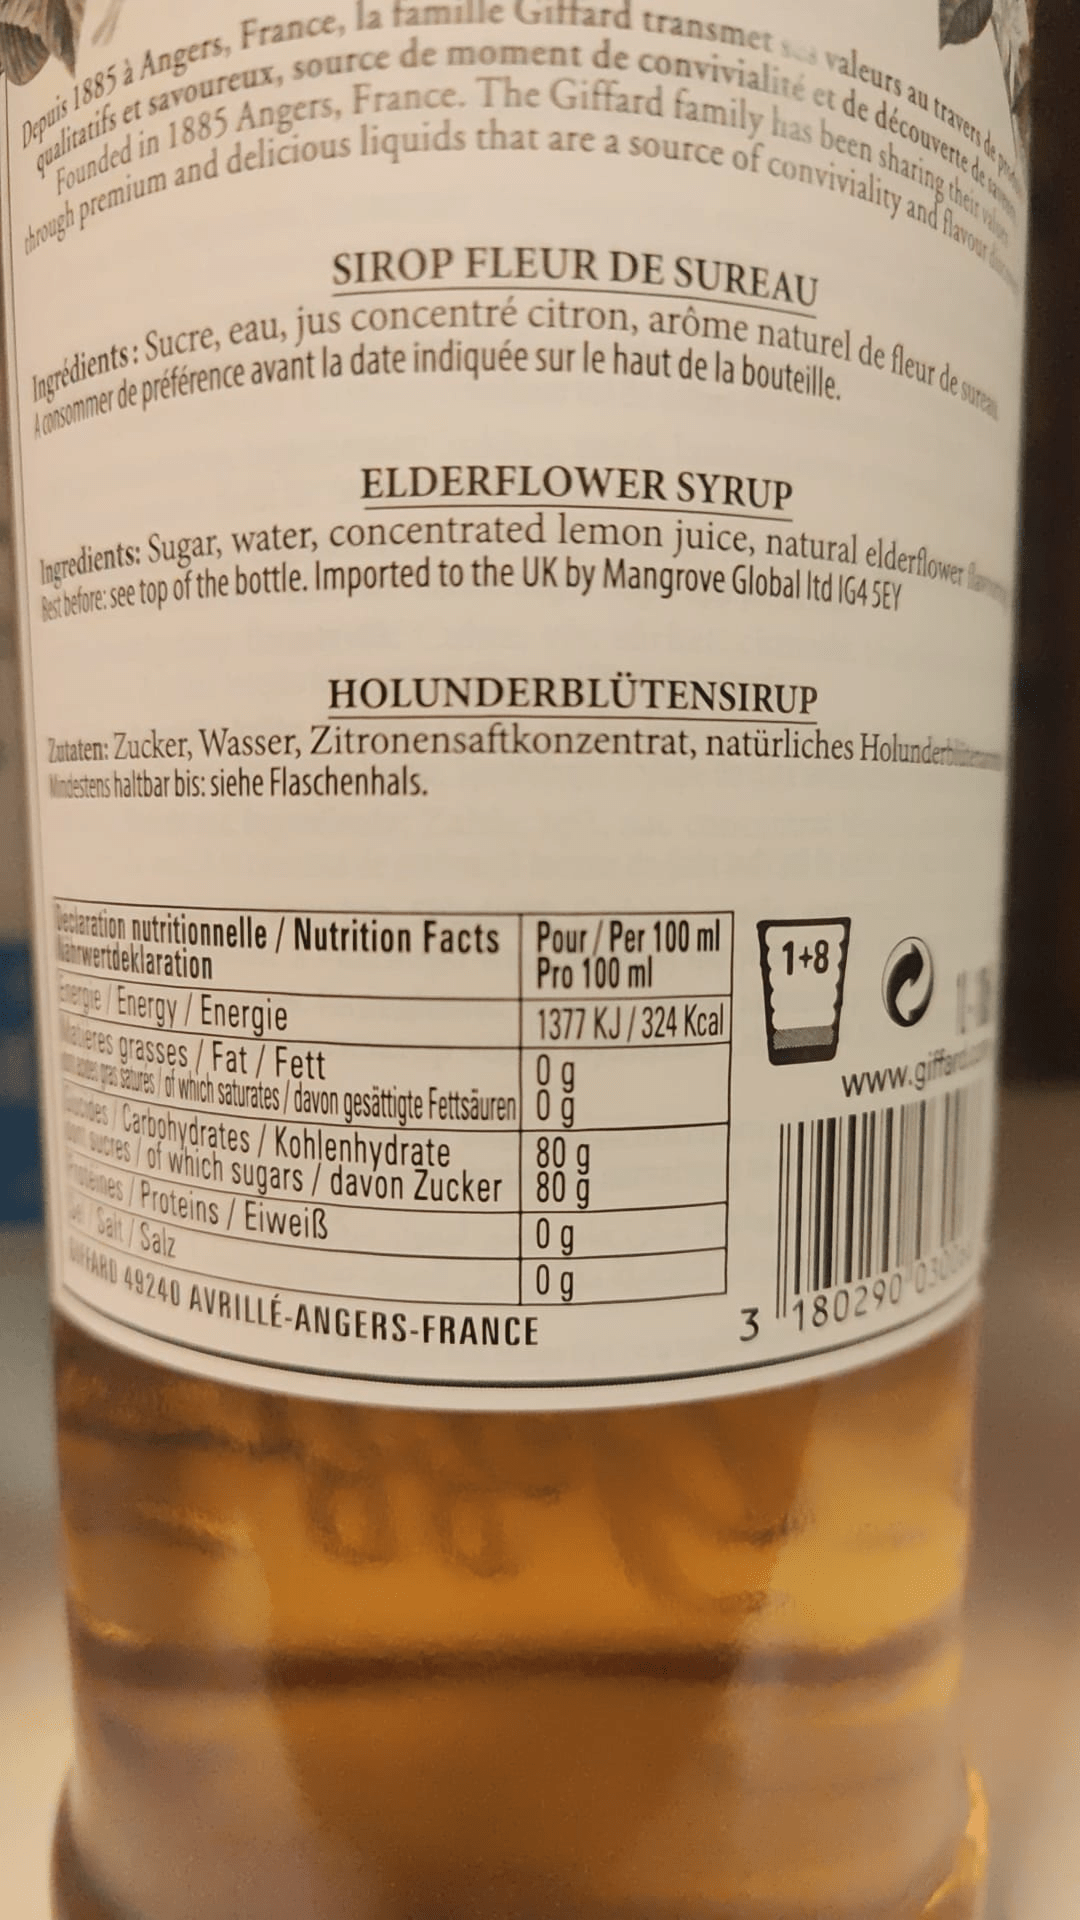 Depuis 1885 à Angers, France, la famille Giffard transmet ses valeurs au travers de
qualitatifs et savoureux, source de moment de convivialité et de découverte de
Founded in 1885 Angers, France. The Giffard family has been sharing their values
through premium and delicious liquids that are a source of conviviality and flavour
SIROP FLEUR DE SUREAU
Ingrédients : Sucre, eau, jus concentré citron, arôme naturel de fleur de sureau
A consommer de préférence avant la date indiquée sur le haut de la bouteille.
ELDERFLOWER SYRUP
Ingredients: Sugar, water, concentrated lemon juice, natural elderflower
Best before: see top of the bottle. Imported to the UK by Mangrove Global ltd IG4 5EY
HOLUNDERBLÜTENSIRUP
Zutaten: Zucker, Wasser, Zitronensaftkonzentrat, natürliches
Mindestens haltbar bis: siehe Flaschenhals.
Declaration nutritionnelle / Nutrition Facts Pour / Per 100 ml
Nährwertdeklaration Pro 100 ml
Energie / Energy / Energie 1377 KJ / 324 Kcal
Matières grasses / Fat / Fett 0 g
dont acides gras saturés / of which saturates / davon gesättigte Fettsäuren 0 g
Glucides / Carbohydrates / Kohlenhydrate 80 g
dont sucres / of which sugars / davon Zucker 80 g
Protéines / Proteins / Eiweiß 0 g
Sel / Salt / Salz 0 g
1+8
www.giffard
GIFFARD 49240 AVRILLÉ-ANGERS-FRANCE
3 180290